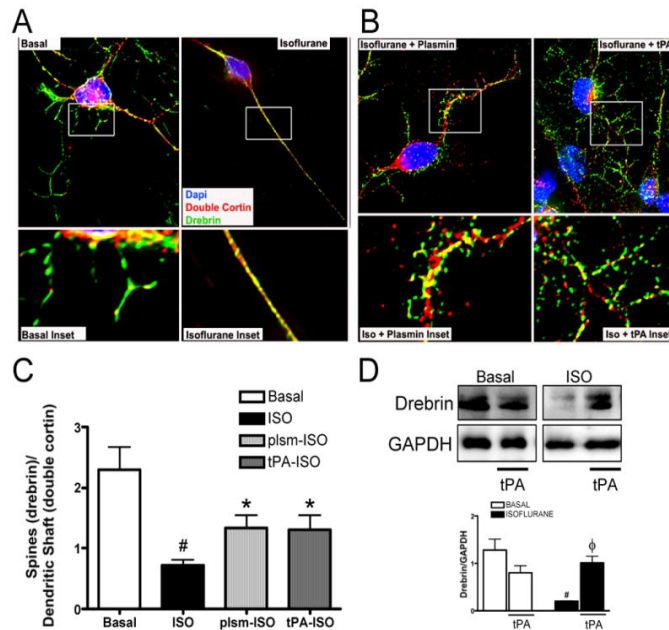 A
Basal
Isoflurane
Dapi
Double Cortin
Drebrin
Basal Inset
Isoflurane Inset
B
Isoflurane + Plasmin
Isoflurane + tPA
Iso + Plasmin Inset
Iso + tPA Inset
C
Spines (drebrin)/
Dendritic Shaft (double cortin)
3
2
1
0
Basal
ISO
plsm-ISO
tPA-ISO
#
*
*
Basal
ISO
plsm-ISO
tPA-ISO
D
Basal
ISO
Drebrin
GAPDH
tPA
tPA
BASAL
ISOFLURANE
Drebrin/GAPDH
2
1
0
#
ϕ
tPA
tPA